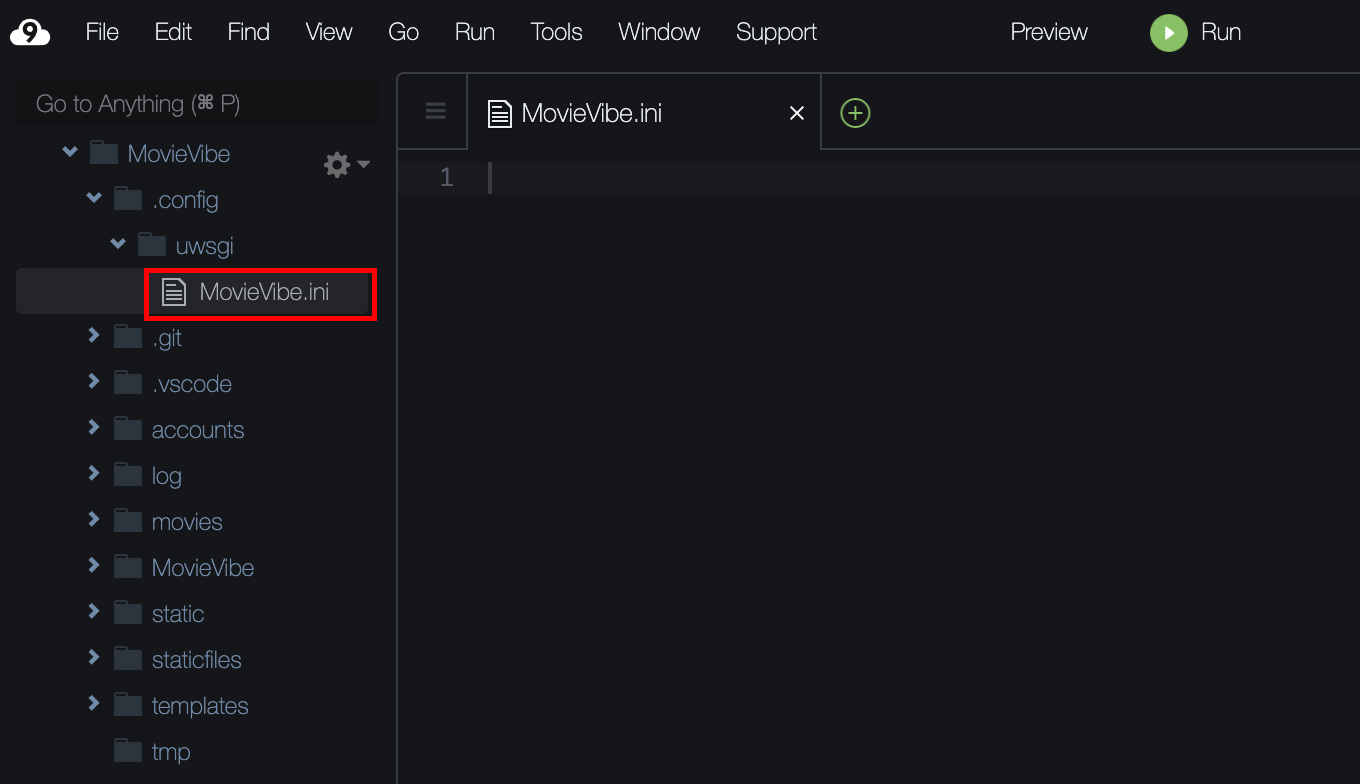 9 File Edit Find View Go Run Tools Window Support Preview Run
Go to Anything (⌘ P)
MovieVibe
.config
uwsgi
MovieVibe.ini
.git
.vscode
accounts
log
movies
MovieVibe
static
staticfiles
templates
tmp
MovieVibe.ini
1